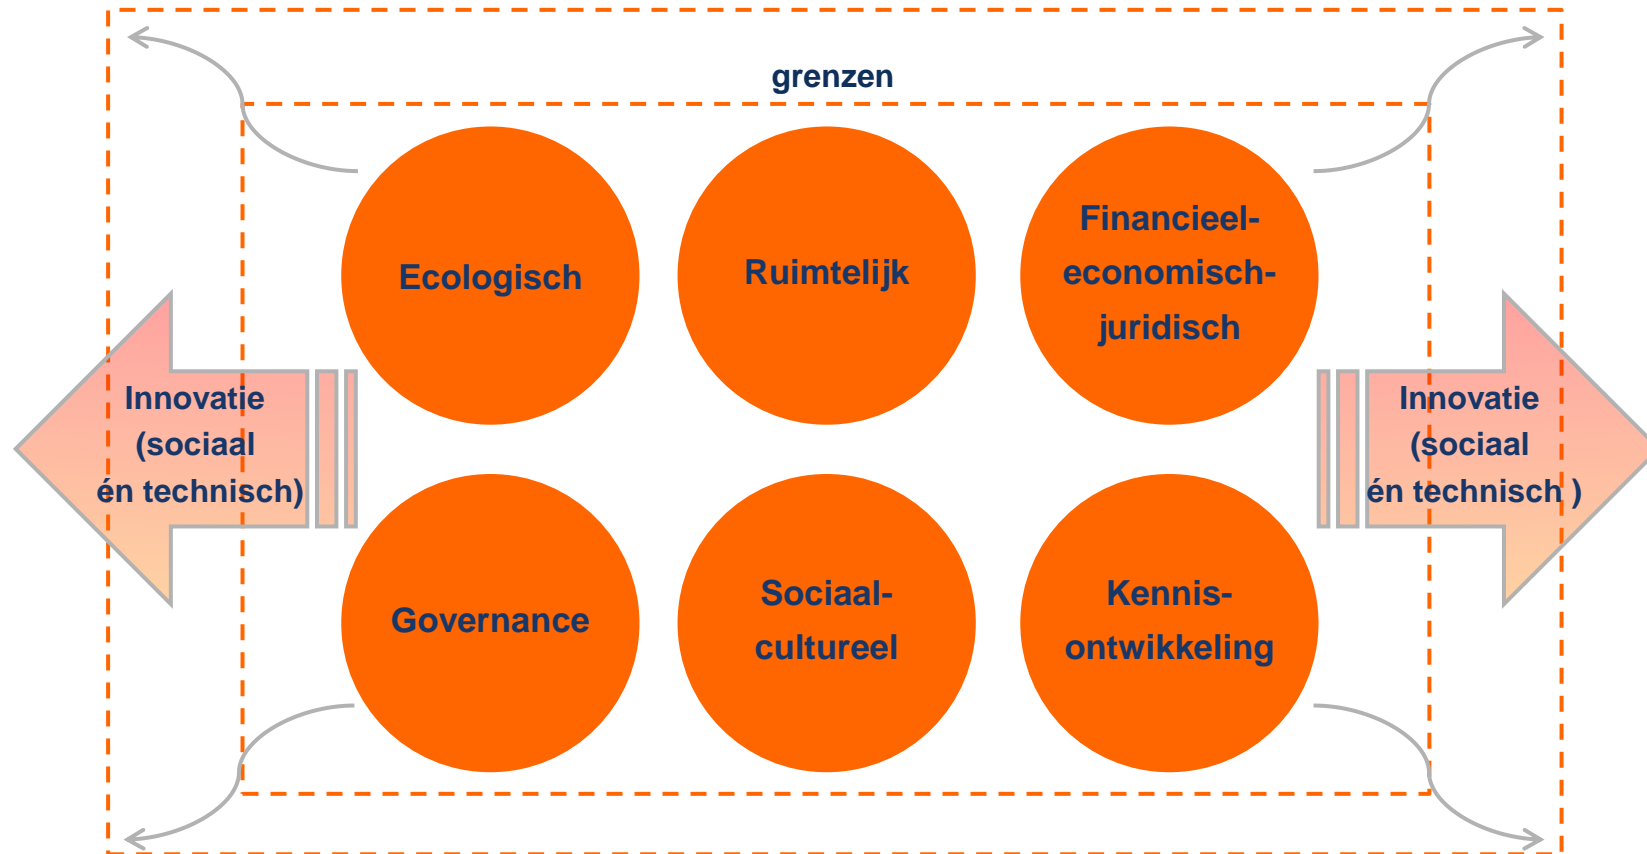 grenzen
Ecologisch
Ruimtelijk
Financieel-
economisch-
juridisch
Innovatie
(sociaal
én technisch)
Innovatie
(sociaal
én technisch )
Governance
Sociaal-
cultureel
Kennis-
ontwikkeling